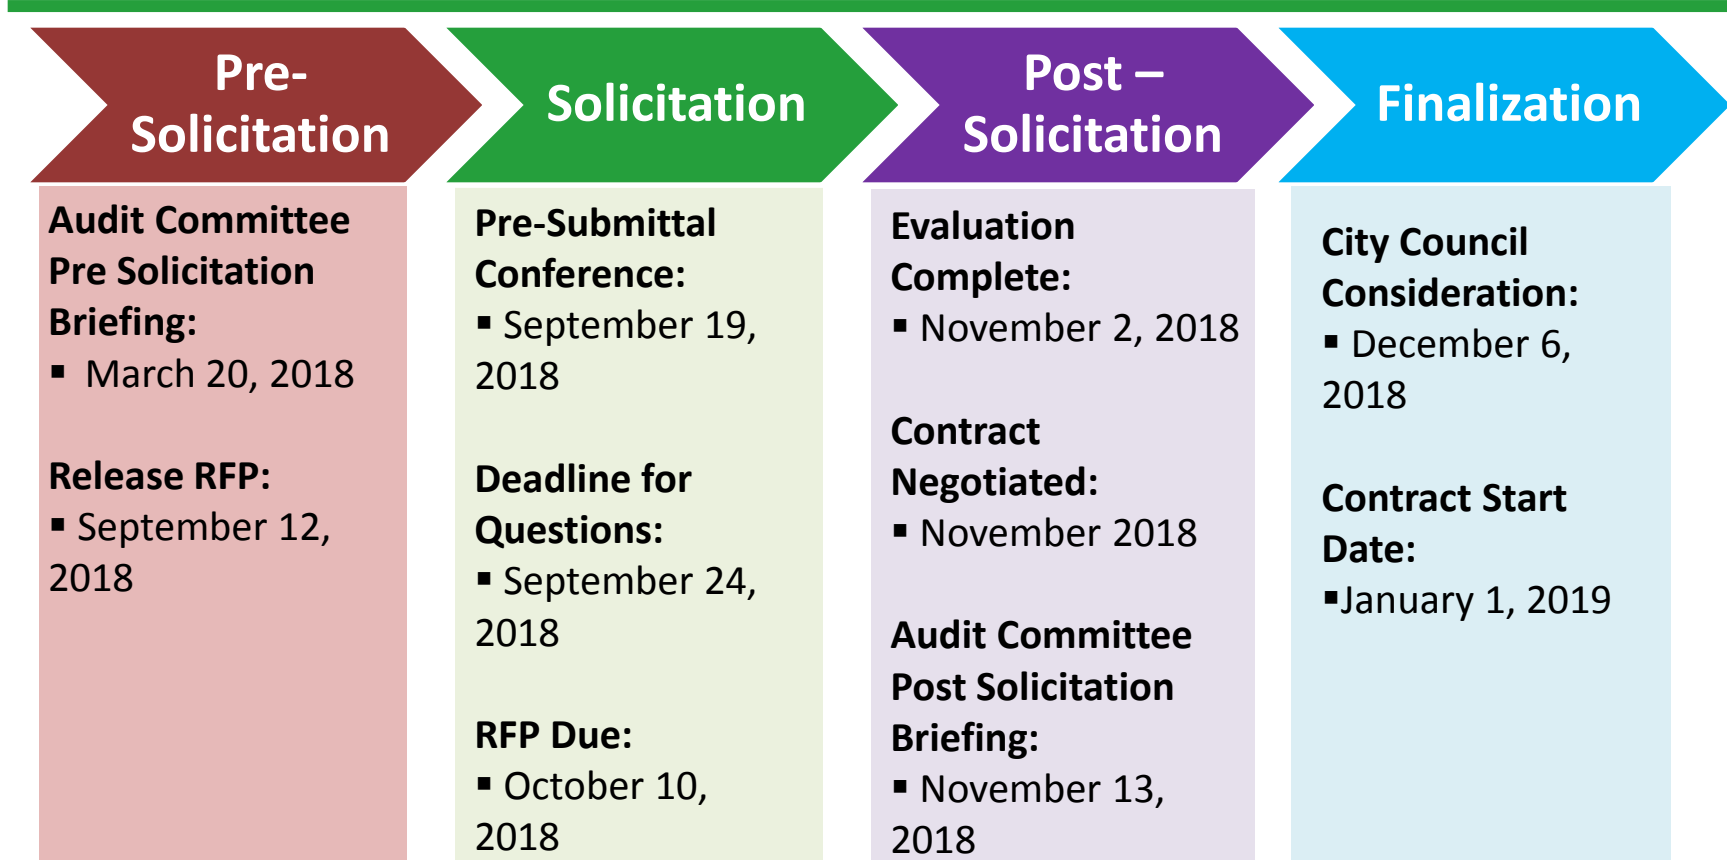 Pre-
Solicitation
Audit Committee
Pre Solicitation
Briefing:
▪ March 20, 2018
Release RFP:
▪ September 12,
2018
Solicitation
Pre-Submittal
Conference:
▪ September 19,
2018
Deadline for
Questions:
▪ September 24,
2018
RFP Due:
▪ October 10,
2018
Post –
Solicitation
Evaluation
Complete:
▪ November 2, 2018
Contract
Negotiated:
▪ November 2018
Audit Committee
Post Solicitation
Briefing:
▪ November 13,
2018
Finalization
City Council
Consideration:
▪ December 6,
2018
Contract Start
Date:
▪January 1, 2019